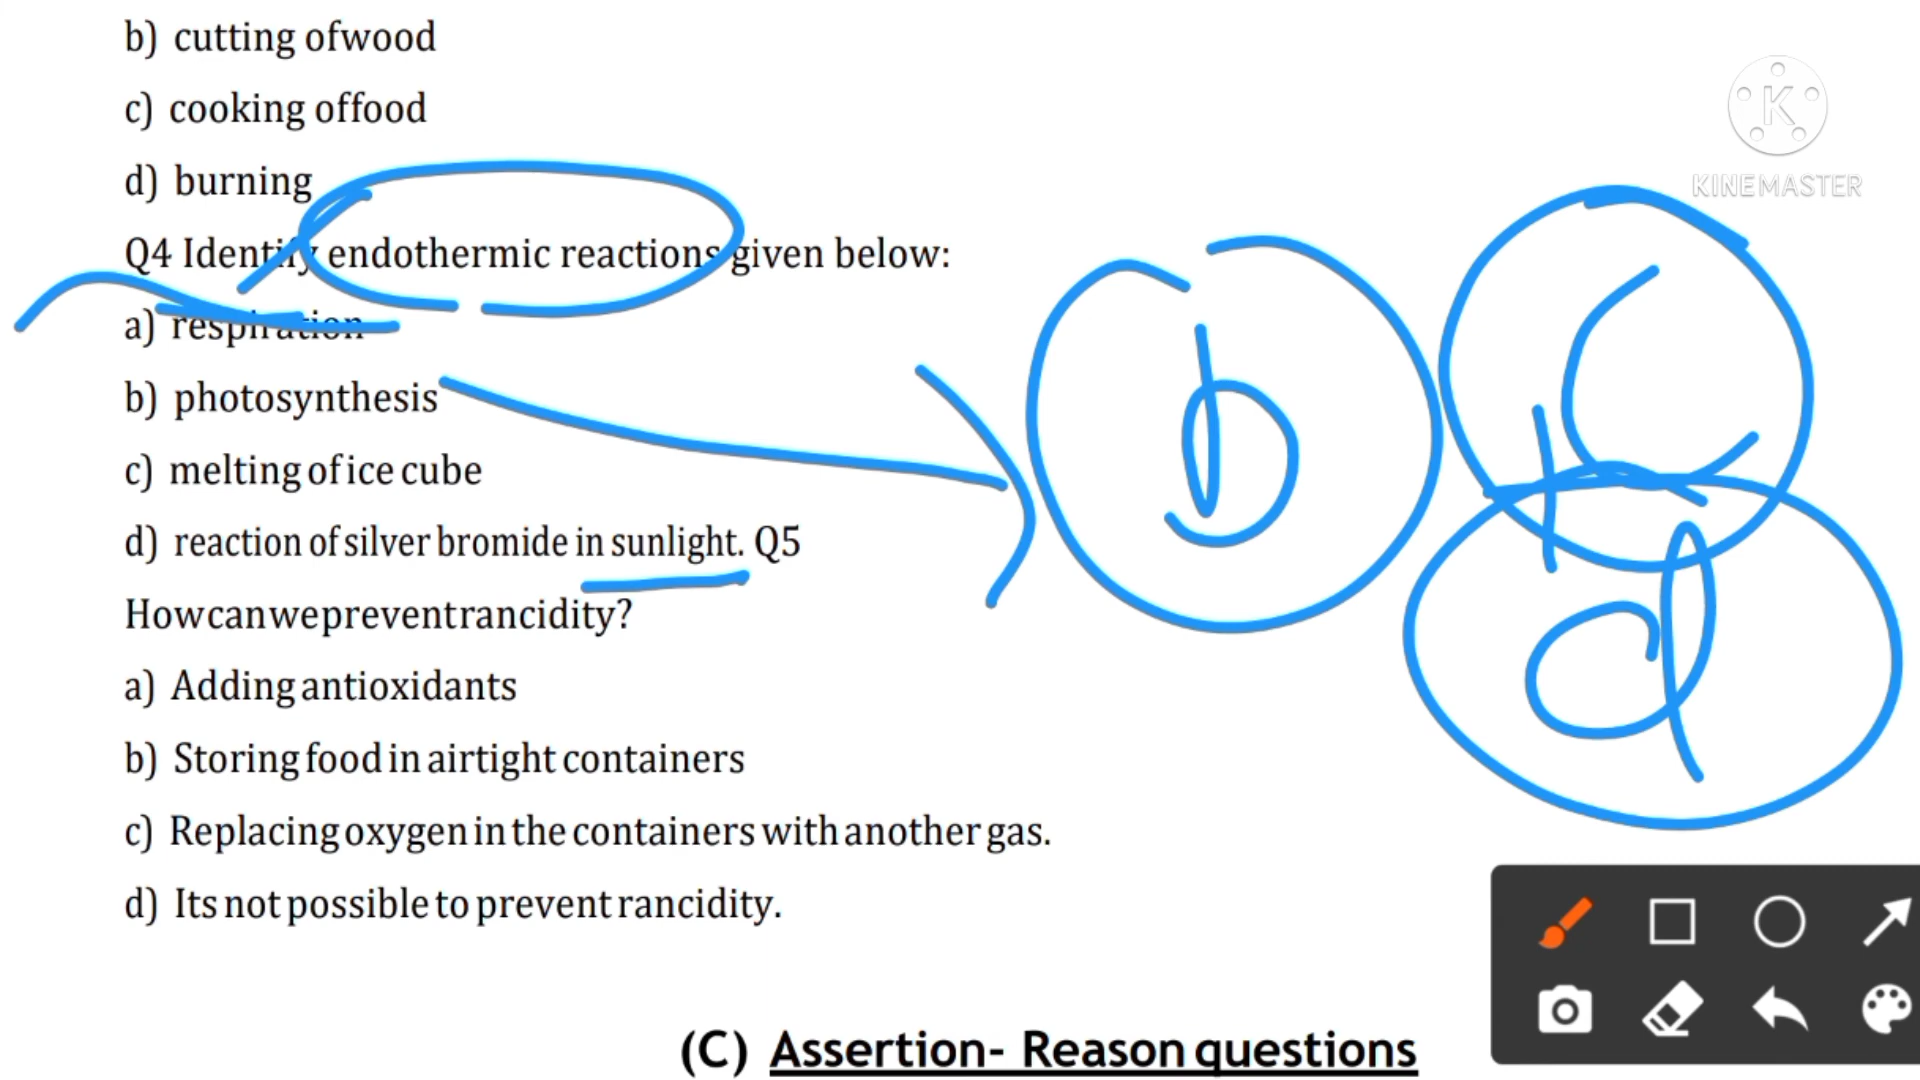 b) cutting ofwood
c) cooking offood
d) burning
Q4 Identify endothermic reactions given below:
a) respiration
b) photosynthesis
c) melting of ice cube
d) reaction of silver bromide in sunlight. Q5
Howcanwepreventrancidity?
a) Adding antioxidants
b) Storing food in airtight containers
c) Replacing oxygen in the containers with another gas.
d) Its not possible to prevent rancidity.
(C) Assertion- Reason questions
b
C
d
K
KINEMASTER